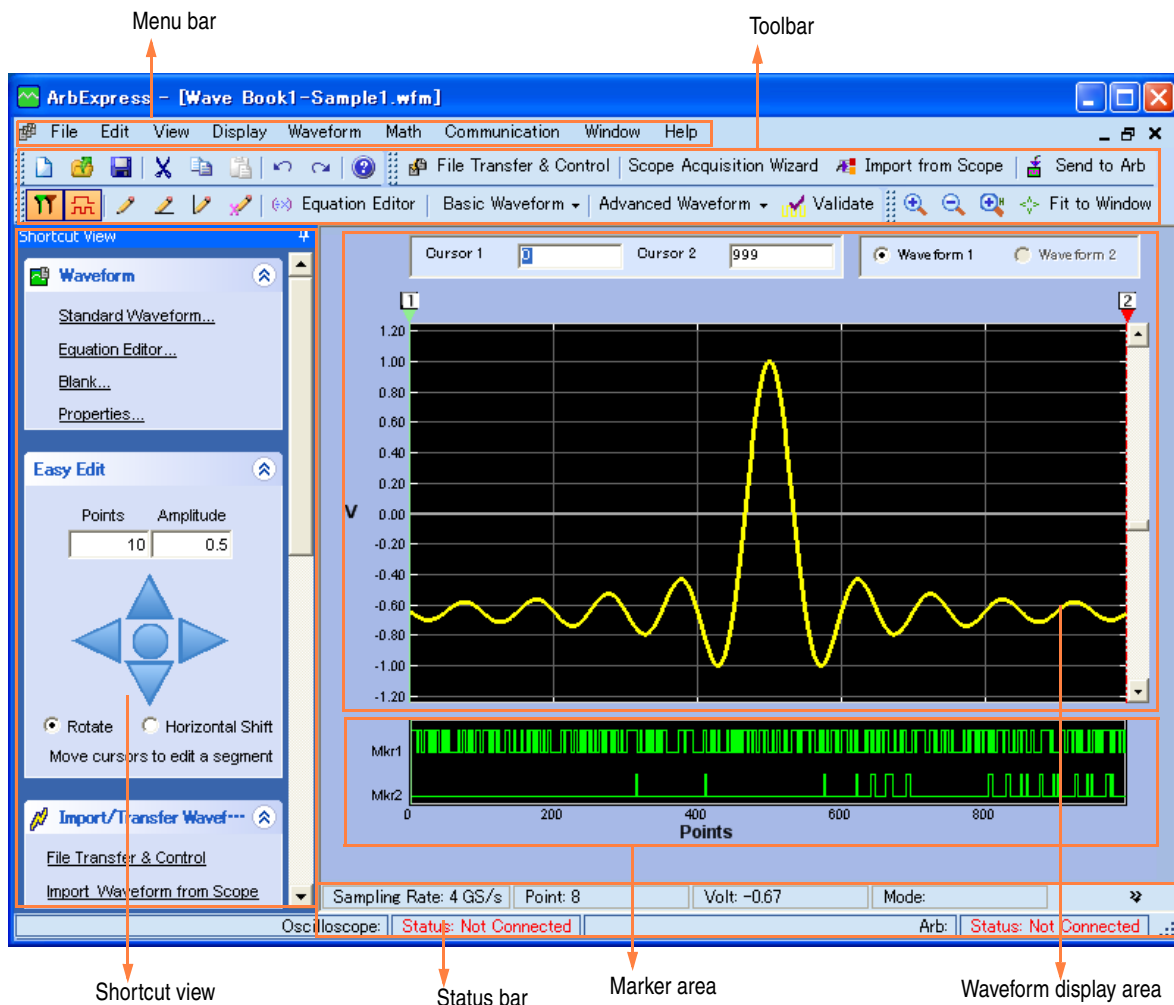 Menu bar
Toolbar
ArbExpress - [Wave Book1-Sample1.wfm]
File Edit View Display Waveform Math Communication Window Help
File Transfer & Control Scope Acquisition Wizard Import from Scope Send to Arb
Equation Editor Basic Waveform Advanced Waveform Validate Fit to Window
Shortcut View
Waveform
Standard Waveform...
Equation Editor...
Blank...
Properties...
Easy Edit
Points Amplitude
10 0.5
Rotate Horizontal Shift
Move cursors to edit a segment
Import/Transfer Wavef...
File Transfer & Control
Import Waveform from Scope
Cursor 1 0 Cursor 2 999 Waveform 1 Waveform 2
1 2
1.20
1.00
0.80
0.60
0.40
0.20
V 0.00
-0.20
-0.40
-0.60
-0.80
-1.00
-1.20
Mkr1
Mkr2
0 200 400 600 800
Points
Sampling Rate: 4 GS/s Point: 8 Volt: -0.67 Mode:
Oscilloscope: Status: Not Connected Arb: Status: Not Connected
Shortcut view
Status bar
Marker area
Waveform display area